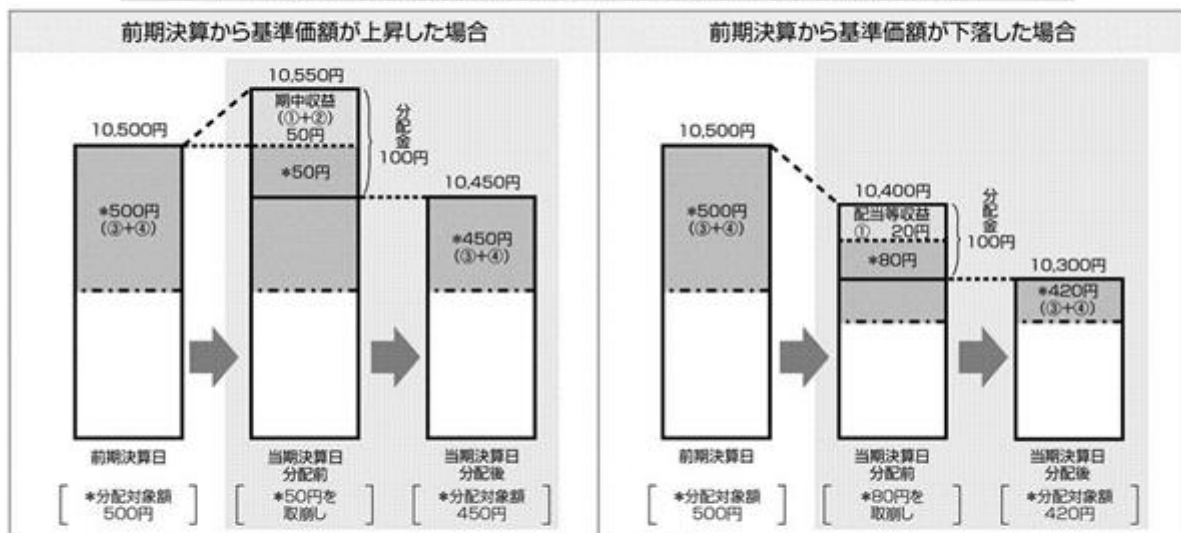 前期決算から基準価額が上昇した場合
10,550円
期中収益
(①+②)
50円
*50円
分配金
100円
10,500円
*500円
(③+④)
10,450円
*450円
(③+④)
前期決算日
*分配対象額
500円
当期決算日
分配前
*50円を
取崩し
当期決算日
分配後
*分配対象額
450円
前期決算から基準価額が下落した場合
10,500円
*500円
(③+④)
10,400円
配当等収益
① 20円
*80円
分配金
100円
10,300円
*420円
(③+④)
前期決算日
*分配対象額
500円
当期決算日
分配前
*80円を
取崩し
当期決算日
分配後
*分配対象額
420円